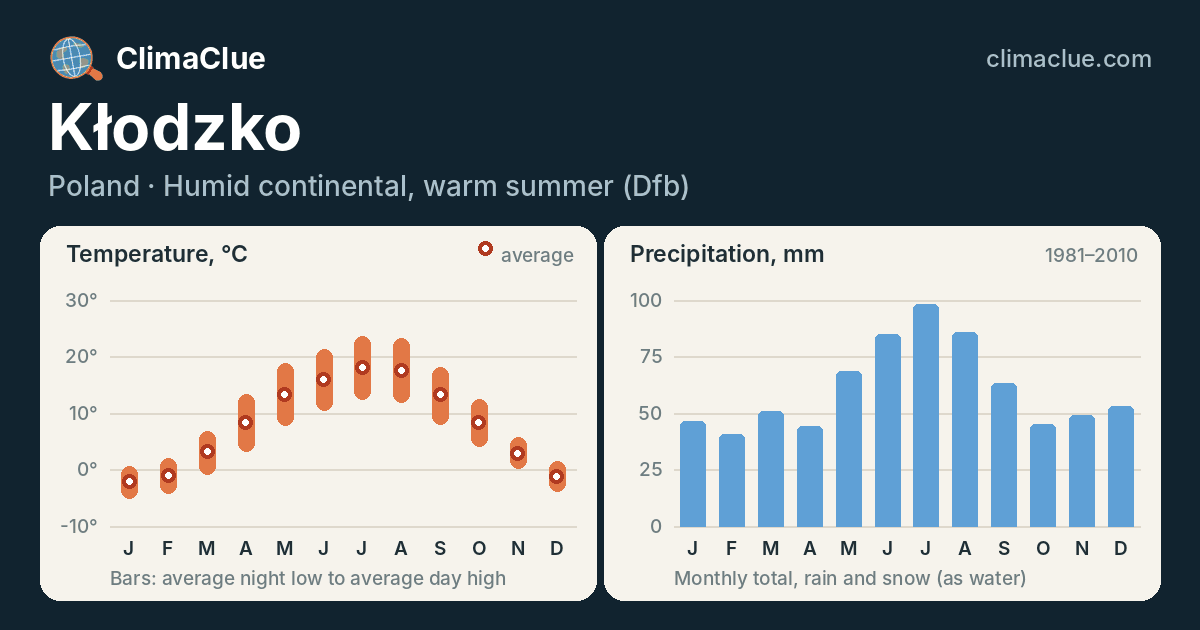 ClimaClue
climaclue.com
Kłodzko
Poland · Humid continental, warm summer (Dfb)
Temperature, °C
average
30°
20°
10°
0°
-10°
J F M A M J J A S O N D
Bars: average night low to average day high
Precipitation, mm
1981–2010
100
75
50
25
0
J F M A M J J A S O N D
Monthly total, rain and snow (as water)